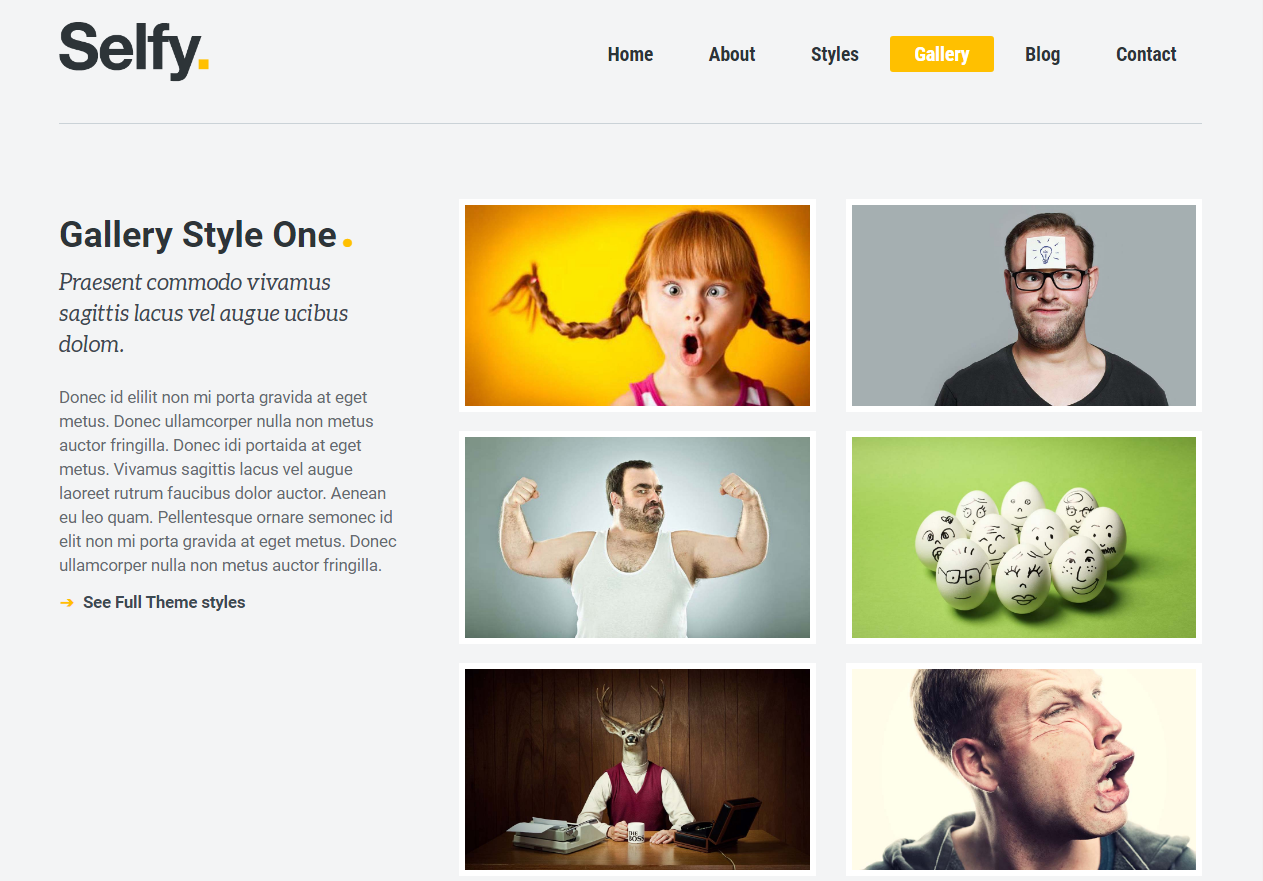 Selfy.
Home About Styles Gallery Blog Contact
Gallery Style One.
Praesent commodo vivamus
sagittis lacus vel augue ucibus
dolom.
Donec id elilit non mi porta gravida at eget
metus. Donec ullamcorper nulla non metus
auctor fringilla. Donec idi portaida at eget
metus. Vivamus sagittis lacus vel augue
laoreet rutrum faucibus dolor auctor. Aenean
eu leo quam. Pellentesque ornare semonec id
elit non mi porta gravida at eget metus. Donec
ullamcorper nulla non metus auctor fringilla.
➔ See Full Theme styles
THE
BOSS